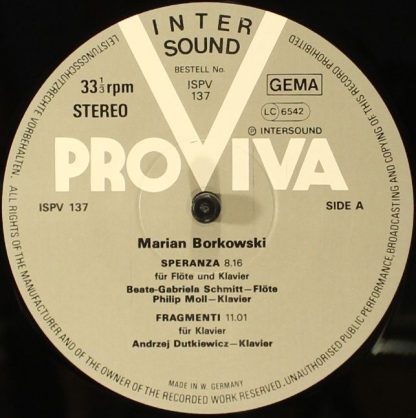 INTER
SOUND
BESTELL No.
ISPV
137
33⅓ rpm
STEREO
GEMA
LC 6542
℗ INTERSOUND
PROVIVA
ISPV 137
SIDE A
Marian Borkowski
SPERANZA 8.16
für Flöte und Klavier
Beate-Gabriela Schmitt—Flöte
Philip Moll—Klavier
FRAGMENTI 11.01
für Klavier
Andrzej Dutkiewicz—Klavier
MADE IN W. GERMANY
LEISTUNGSSCHUTZRECHTE VORBEHALTEN. ALL RIGHTS OF THE MANUFACTURER AND OF THE OWNER OF THE RECORDED WORK RESERVED. UNAUTHORISED PUBLIC PERFORMANCE, BROADCASTING AND COPYING OF THIS RECORD PROHIBITED